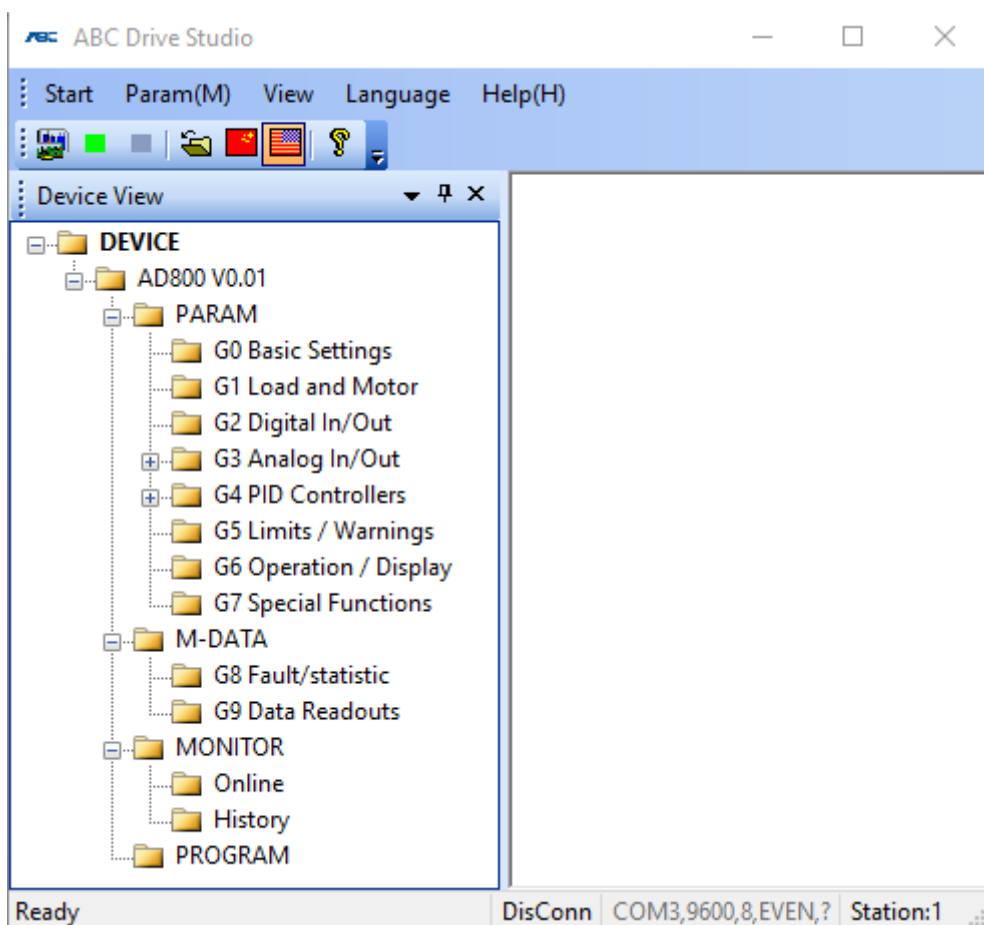 ABC ABC Drive Studio
Start Param(M) View Language Help(H)
Device View
DEVICE
AD800 V0.01
PARAM
G0 Basic Settings
G1 Load and Motor
G2 Digital In/Out
G3 Analog In/Out
G4 PID Controllers
G5 Limits / Warnings
G6 Operation / Display
G7 Special Functions
M-DATA
G8 Fault/statistic
G9 Data Readouts
MONITOR
Online
History
PROGRAM
Ready DisConn COM3,9600,8,EVEN,? Station:1